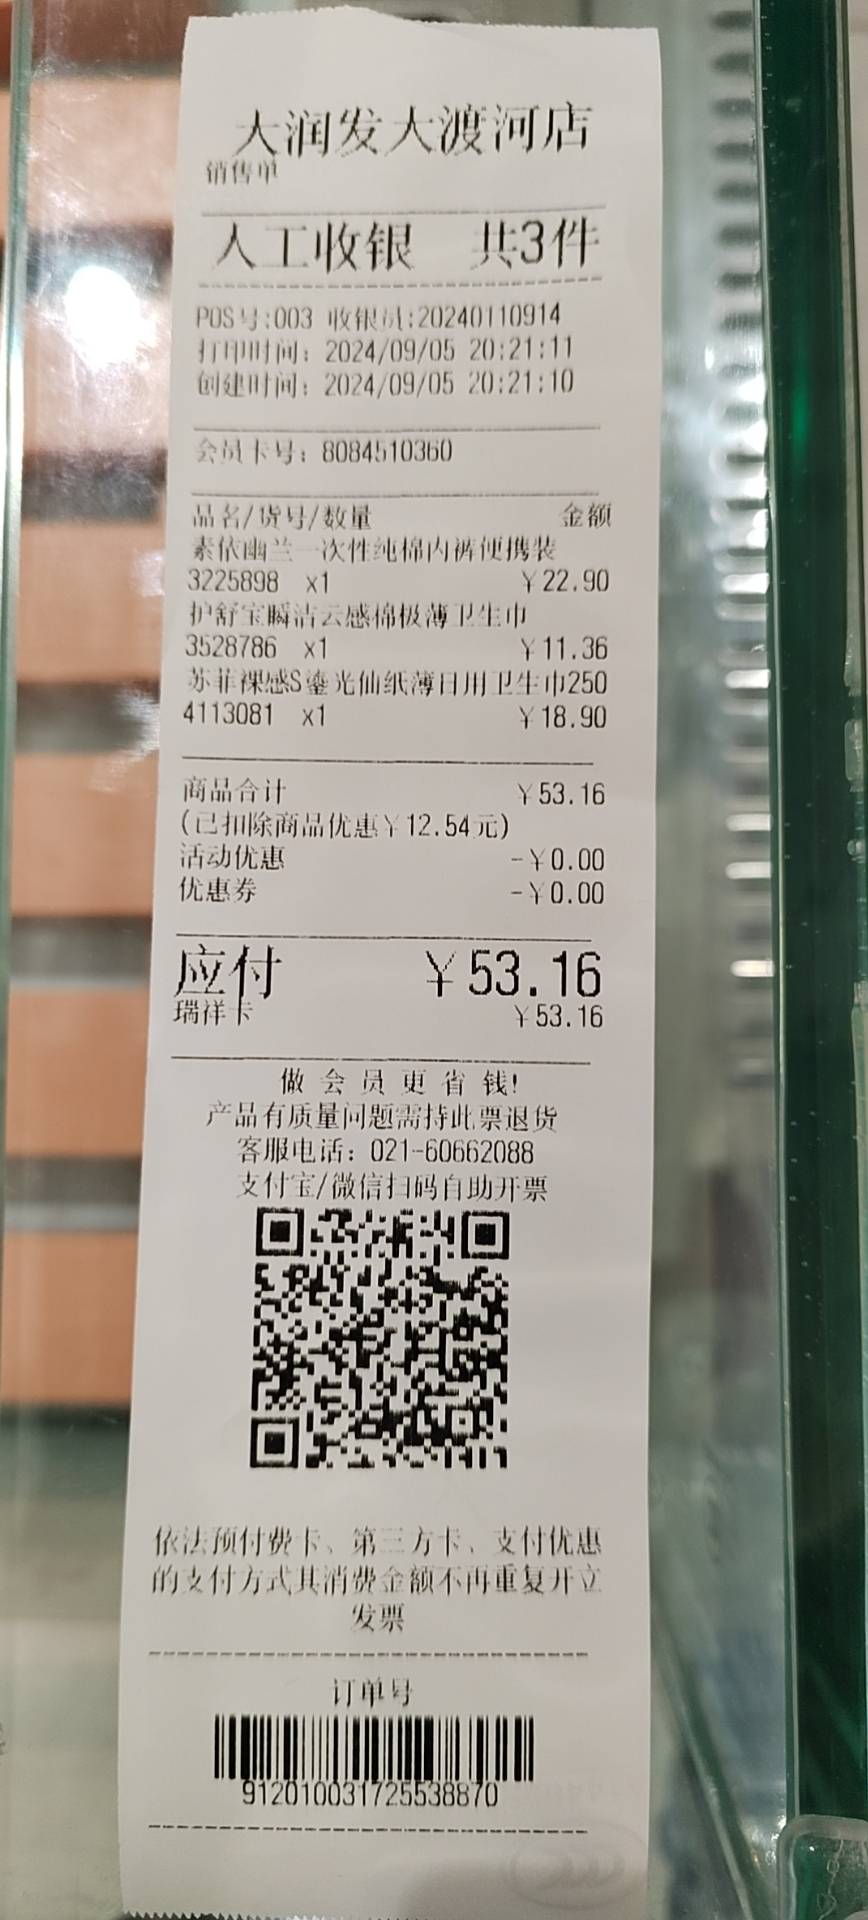 大润发大渡河店
销售单
人工收银 共3件
POS号:003 收银员:20240110914
打印时间: 2024/09/05 20:21:11
创建时间: 2024/09/05 20:21:10
会员卡号: 8084510360
品名/货号/数量 金额
素依幽兰一次性纯棉内裤便携装
3225898 x1 ￥22.90
护舒宝瞬洁云感棉极薄卫生巾
3528786 x1 ￥11.36
苏菲裸感S鎏光仙纸薄日用卫生巾250
4113081 x1 ￥18.90
商品合计 ￥53.16
(已扣除商品优惠￥12.54元)
活动优惠 -￥0.00
优惠券 -￥0.00
应付 ￥53.16
瑞祥卡 ￥53.16
做会员更省钱!
产品有质量问题需持此票退货
客服电话: 021-60662088
支付宝/微信扫码自助开票
依法预付费卡、第三方卡、支付优惠
的支付方式其消费金额不再重复开立
发票
订单号
912010031725538870